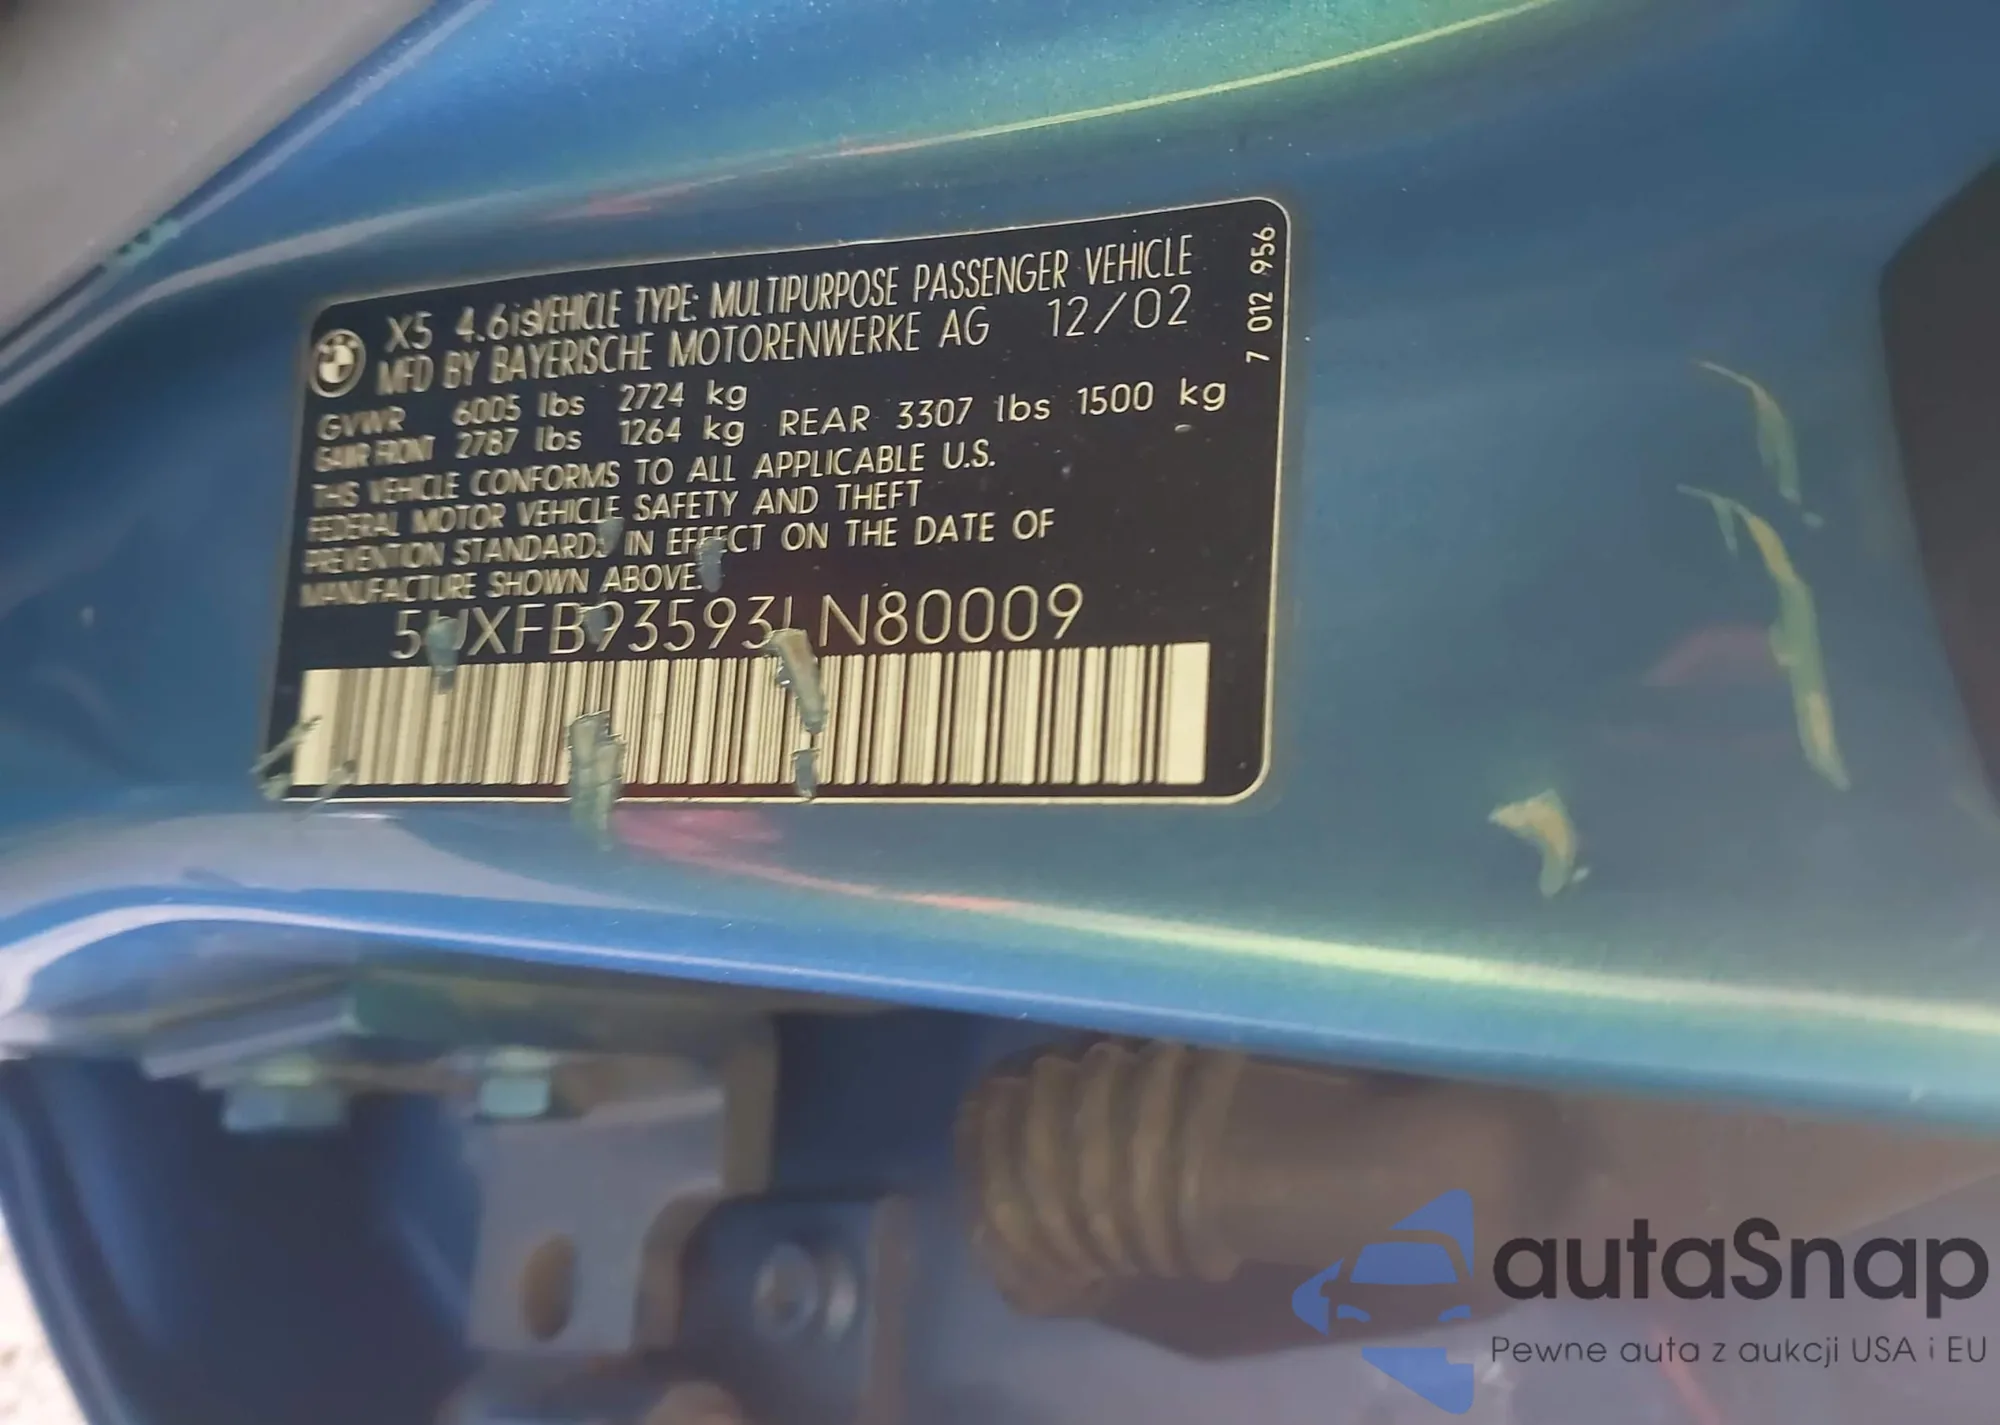 X5 4.6is VEHICLE TYPE: MULTIPURPOSE PASSENGER VEHICLE
MFD BY BAYERISCHE MOTORENWERKE AG 12/02
GVWR 6005 lbs 2724 kg
GAWR FRONT 2787 lbs 1264 kg REAR 3307 lbs 1500 kg
THIS VEHICLE CONFORMS TO ALL APPLICABLE U.S.
FEDERAL MOTOR VEHICLE SAFETY AND THEFT
PREVENTION STANDARDS IN EFFECT ON THE DATE OF
MANUFACTURE SHOWN ABOVE.
5UXFB93593LN80009
7 012 956
autaSnap
Pewne auta z aukcji USA i EU